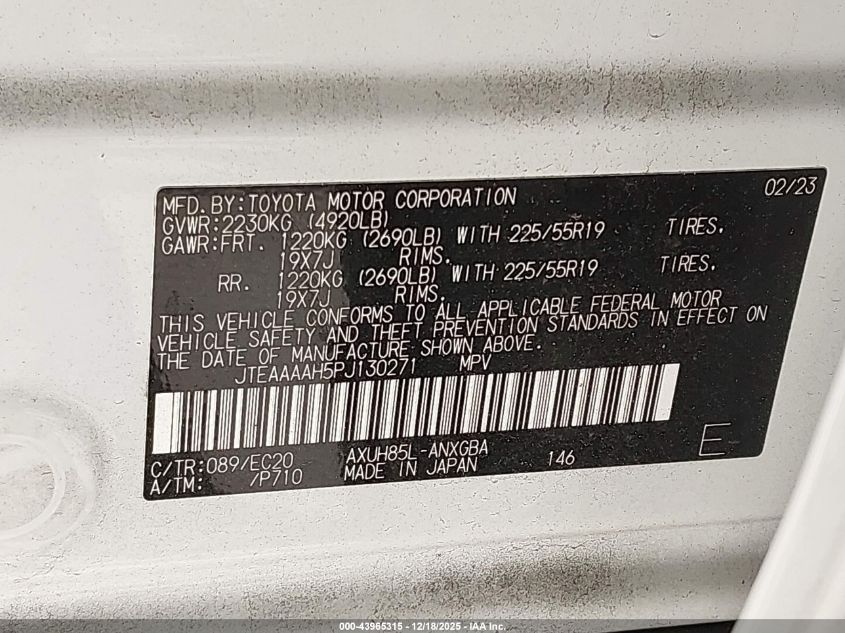 MFD. BY: TOYOTA MOTOR CORPORATION 02/23
GVWR: 2230KG (4920LB)
GAWR: FRT. 1220KG (2690LB) WITH 225/55R19 TIRES.
19X7J RIMS.
RR. 1220KG (2690LB) WITH 225/55R19 TIRES.
19X7J RIMS.
THIS VEHICLE CONFORMS TO ALL APPLICABLE FEDERAL MOTOR
VEHICLE SAFETY AND THEFT PREVENTION STANDARDS IN EFFECT ON
THE DATE OF MANUFACTURE SHOWN ABOVE.
JTEAAAAH5PJ130271 MPV
C/TR: 089/EC20 AXUH85L-ANXGBA 146 E
A/TM: /P710 MADE IN JAPAN
000-43965315 - 12/18/2025 - IAA Inc.